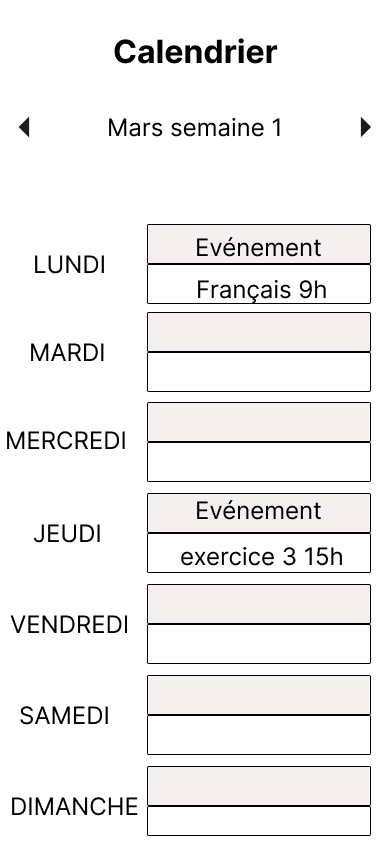 Calendrier
Mars semaine 1
LUNDI
Evénement
Français 9h
MARDI
MERCREDI
JEUDI
Evénement
exercice 3 15h
VENDREDI
SAMEDI
DIMANCHE